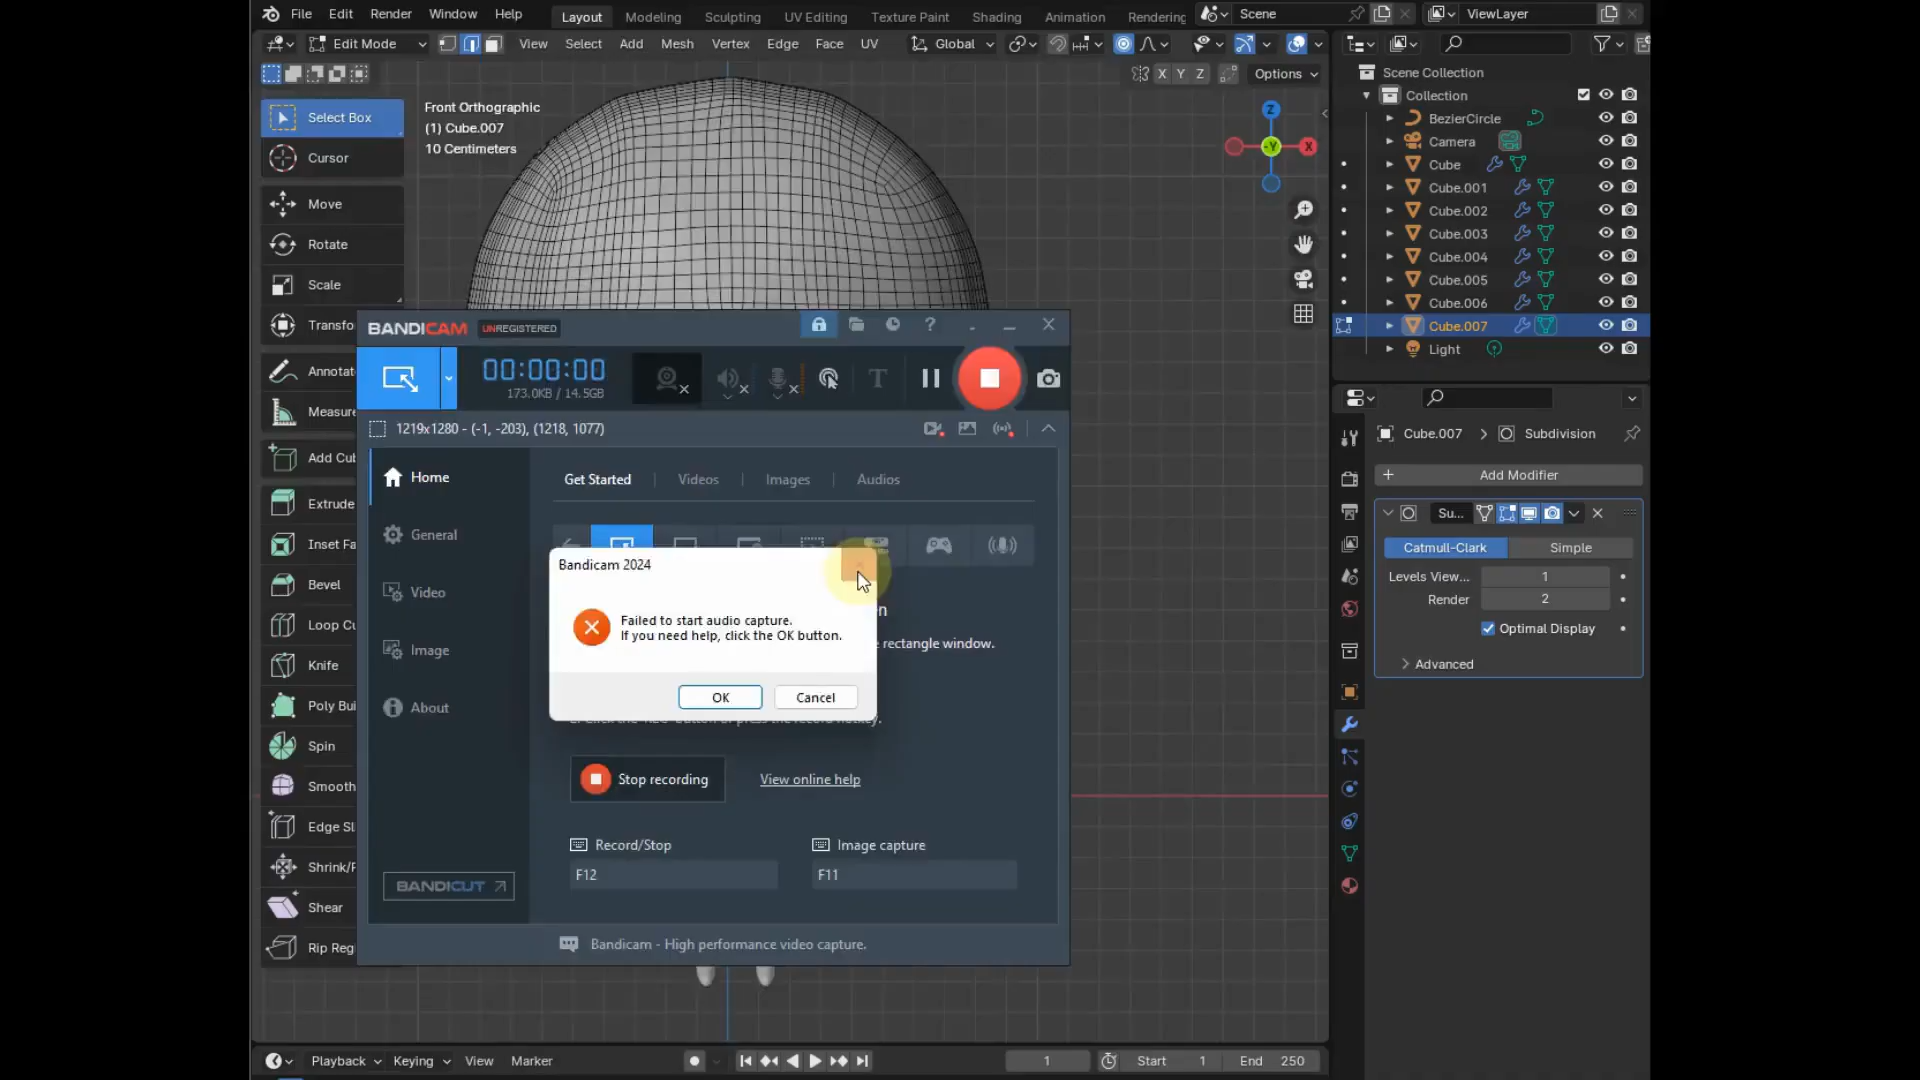 File Edit Render Window Help
Layout Modeling Sculpting UV Editing Texture Paint Shading Animation Rendering
Scene
ViewLayer
Edit Mode
View Select Add Mesh Vertex Edge Face UV
Global
X Y Z
Options
Select Box
Cursor
Move
Rotate
Scale
Transfo
Annotat
Measure
Add Cub
Extrude
Inset Fa
Bevel
Loop Cu
Knife
Poly Bui
Spin
Smooth
Edge Sl
Shrink/F
Shear
Rip Reg
Front Orthographic
(1) Cube.007
10 Centimeters
Z
-Y
X
Scene Collection
Collection
BezierCircle
Camera
Cube
Cube.001
Cube.002
Cube.003
Cube.004
Cube.005
Cube.006
Cube.007
Light
Cube.007
Subdivision
Add Modifier
Su...
Catmull-Clark
Simple
Levels View...
1
Render
2
Optimal Display
Advanced
BANDICAM
UNREGISTERED
?
00:00:00
173.0KB / 14.5GB
T
1219x1280 - (-1, -203), (1218, 1077)
Home
General
Video
Image
About
BANDICUT
Get Started
Videos
Images
Audios
en
e rectangle window.
Bandicam 2024
Failed to start audio capture.
If you need help, click the OK button.
OK
Cancel
Stop recording
View online help
Record/Stop
Image capture
F12
F11
Bandicam - High performance video capture.
Playback
Keying
View
Marker
1
Start 1
End 250